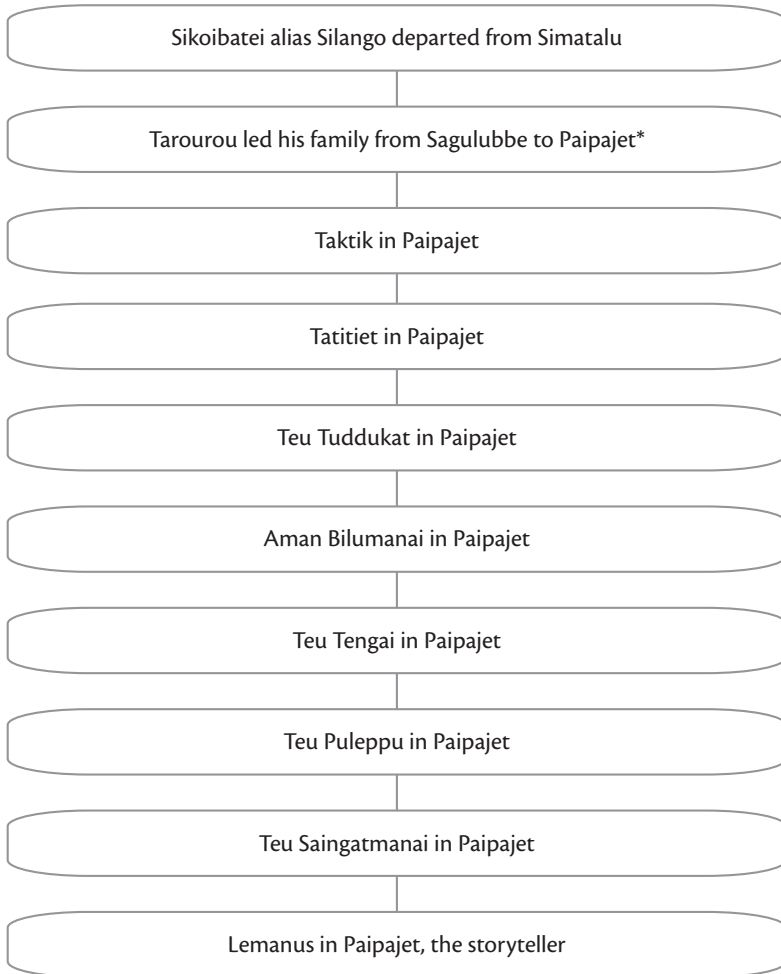 Sikoibatei alias Silango departed from Simatalu
Tarourou led his family from Sagulubbe to Paipajet*
Taktik in Paipajet
Tatitiet in Paipajet
Teu Tuddukat in Paipajet
Aman Bilumanai in Paipajet
Teu Tengai in Paipajet
Teu Puleppu in Paipajet
Teu Saingatmanai in Paipajet
Lemanus in Paipajet, the storyteller